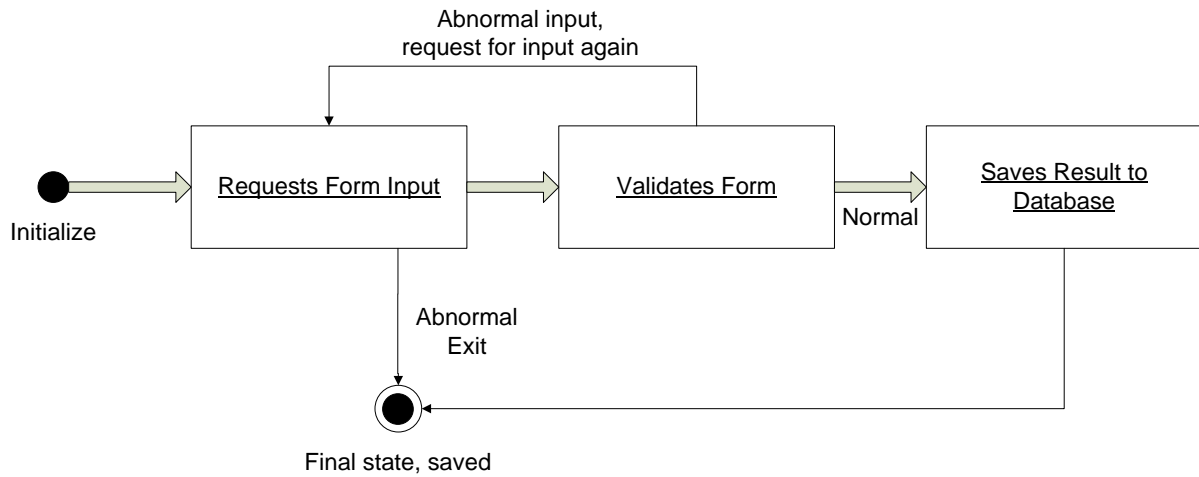 Abnormal input,
request for input again
Requests Form Input
Validates Form
Saves Result to
Database
Initialize
Normal
Abnormal
Exit
Final state, saved